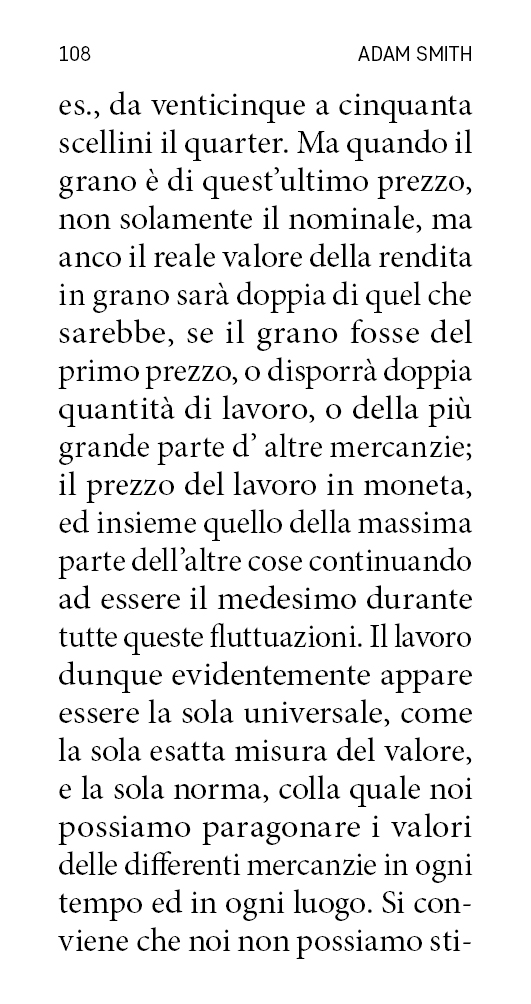 108 ADAM SMITH
es., da venticinque a cinquanta
scellini il quarter. Ma quando il
grano è di quest’ultimo prezzo,
non solamente il nominale, ma
anco il reale valore della rendita
in grano sarà doppia di quel che
sarebbe, se il grano fosse del
primo prezzo, o disporrà doppia
quantità di lavoro, o della più
grande parte d’ altre mercanzie;
il prezzo del lavoro in moneta,
ed insieme quello della massima
parte dell’altre cose continuando
ad essere il medesimo durante
tutte queste fluttuazioni. Il lavoro
dunque evidentemente appare
essere la sola universale, come
la sola esatta misura del valore,
e la sola norma, colla quale noi
possiamo paragonare i valori
delle differenti mercanzie in ogni
tempo ed in ogni luogo. Si con-
viene che noi non possiamo sti-